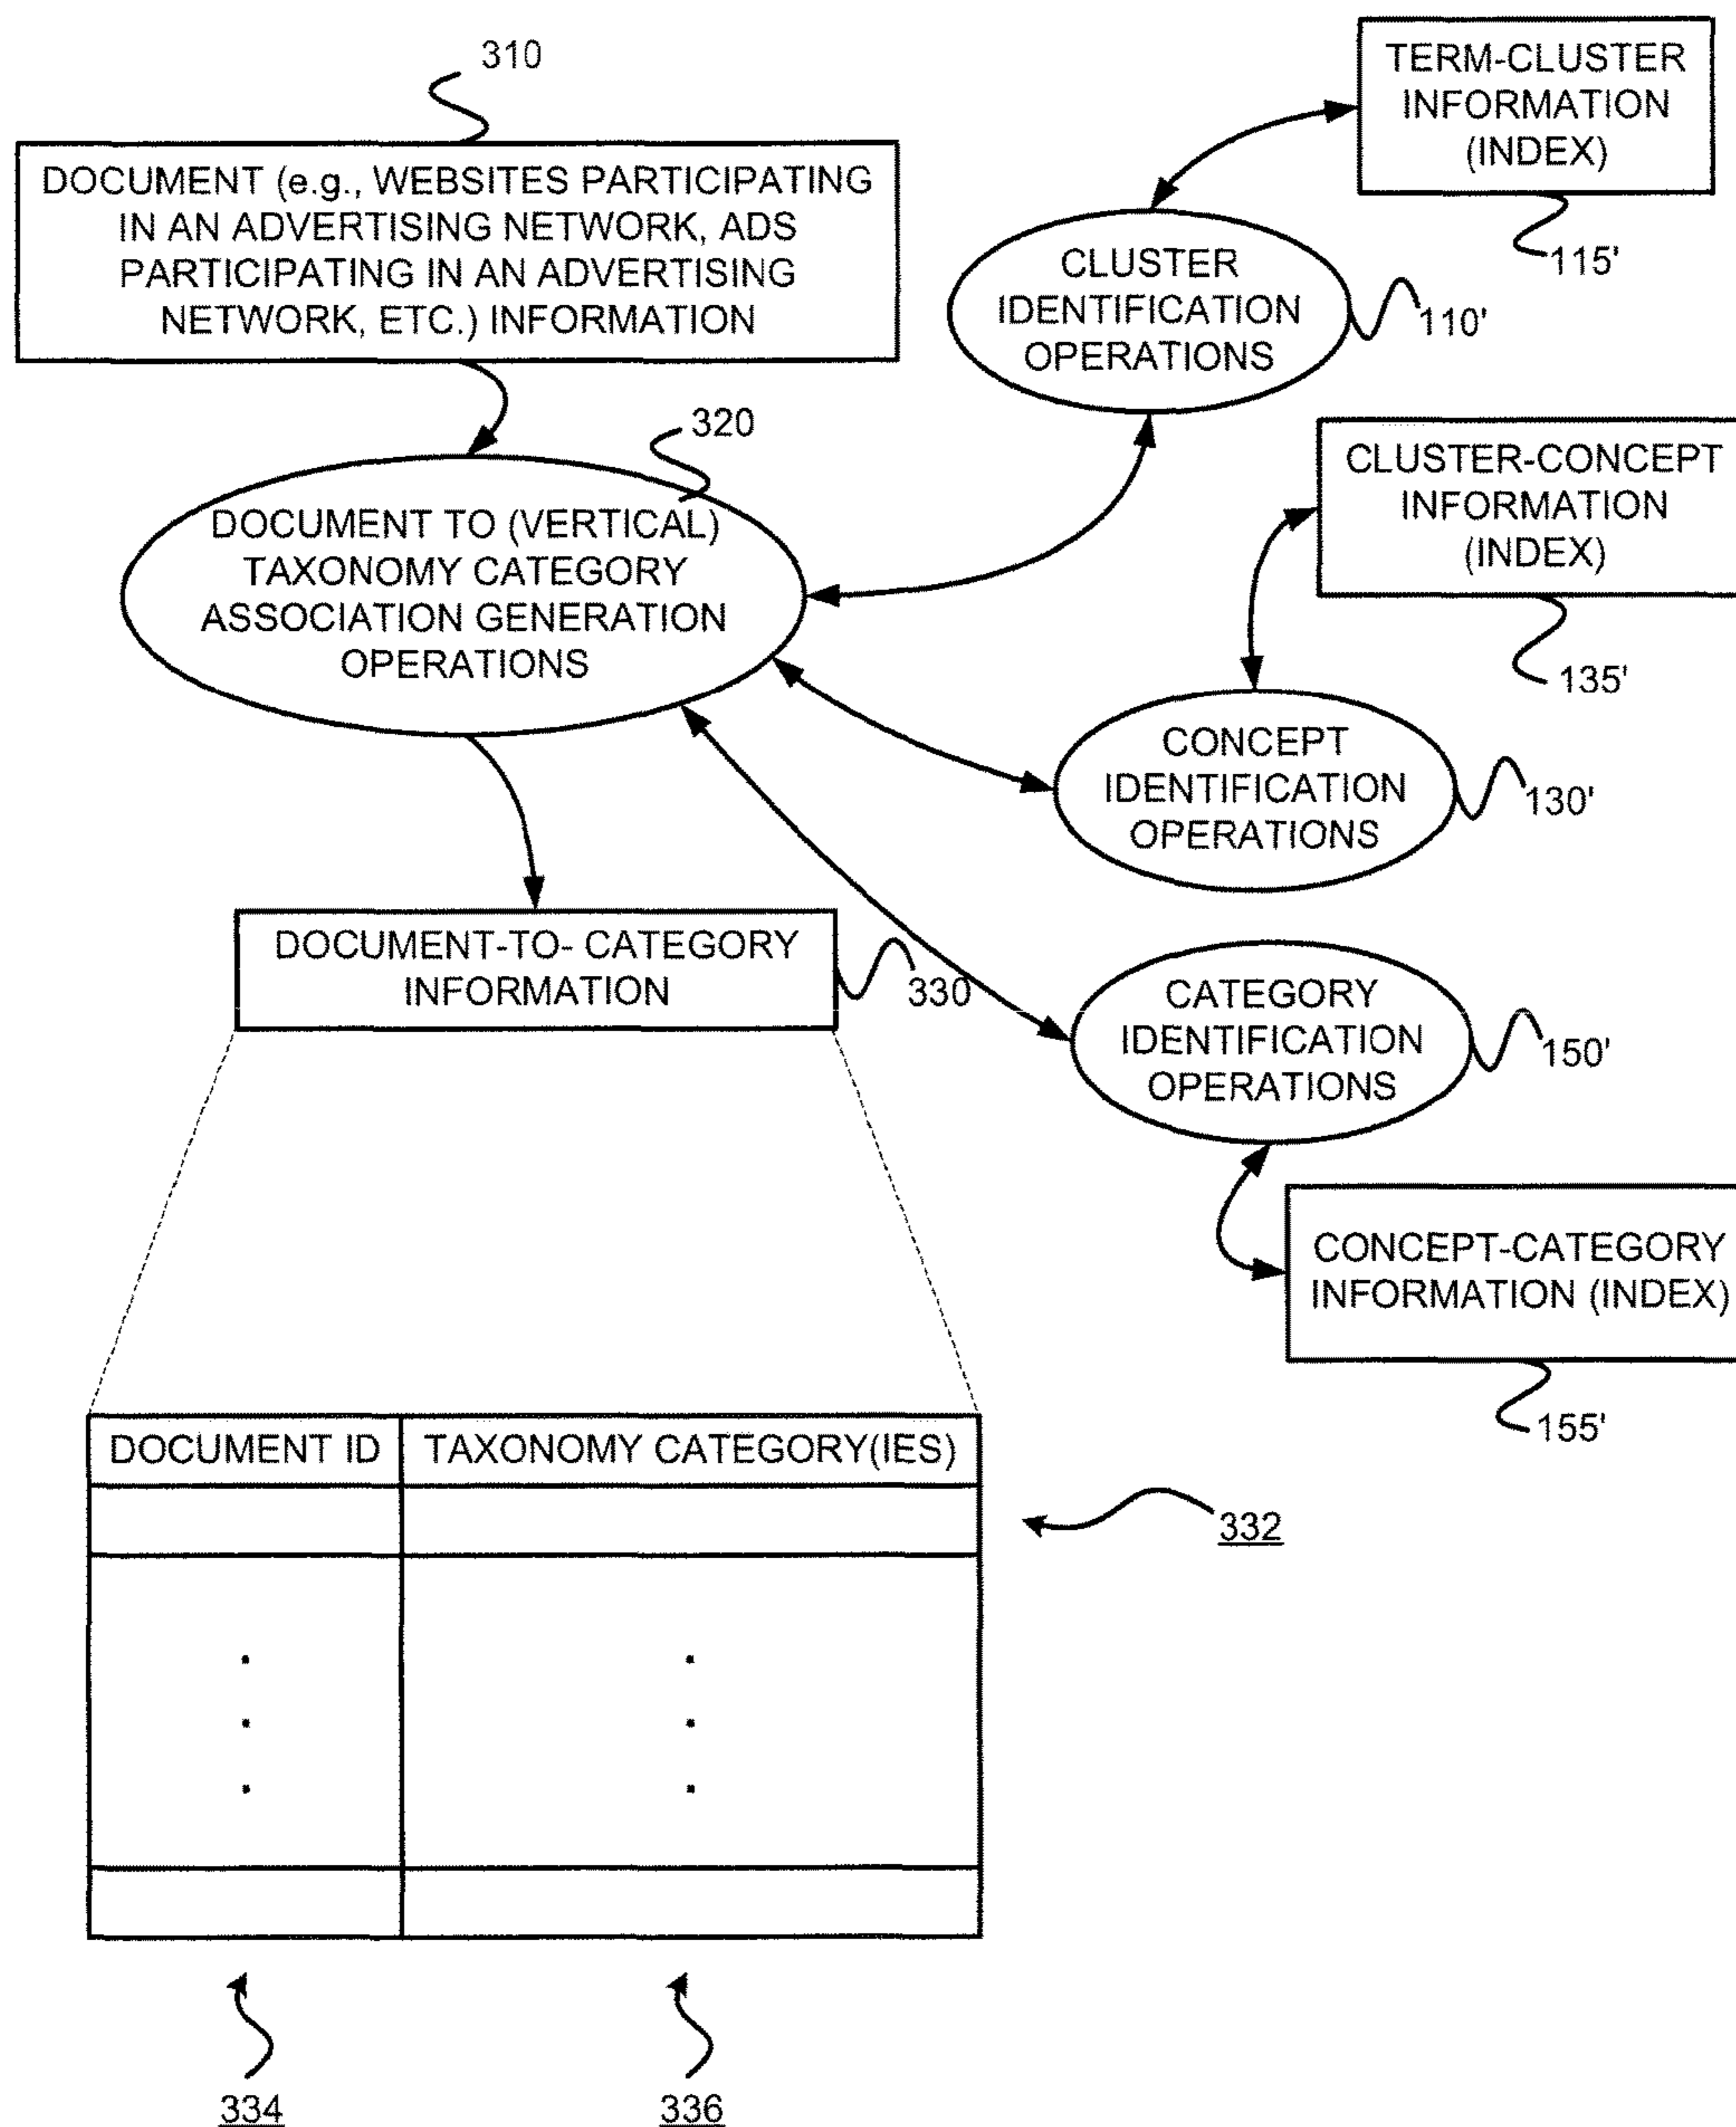 310
DOCUMENT (e.g., WEBSITES PARTICIPATING
IN AN ADVERTISING NETWORK, ADS
PARTICIPATING IN AN ADVERTISING
NETWORK, ETC.) INFORMATION
TERM-CLUSTER
INFORMATION
(INDEX)
115'
CLUSTER
IDENTIFICATION
OPERATIONS
110'
320
DOCUMENT TO (VERTICAL)
TAXONOMY CATEGORY
ASSOCIATION GENERATION
OPERATIONS
CLUSTER-CONCEPT
INFORMATION
(INDEX)
135'
CONCEPT
IDENTIFICATION
OPERATIONS
130'
DOCUMENT-TO- CATEGORY
INFORMATION
330
CATEGORY
IDENTIFICATION
OPERATIONS
150'
CONCEPT-CATEGORY
INFORMATION (INDEX)
155'
DOCUMENT ID
TAXONOMY CATEGORY(IES)
332
334
336